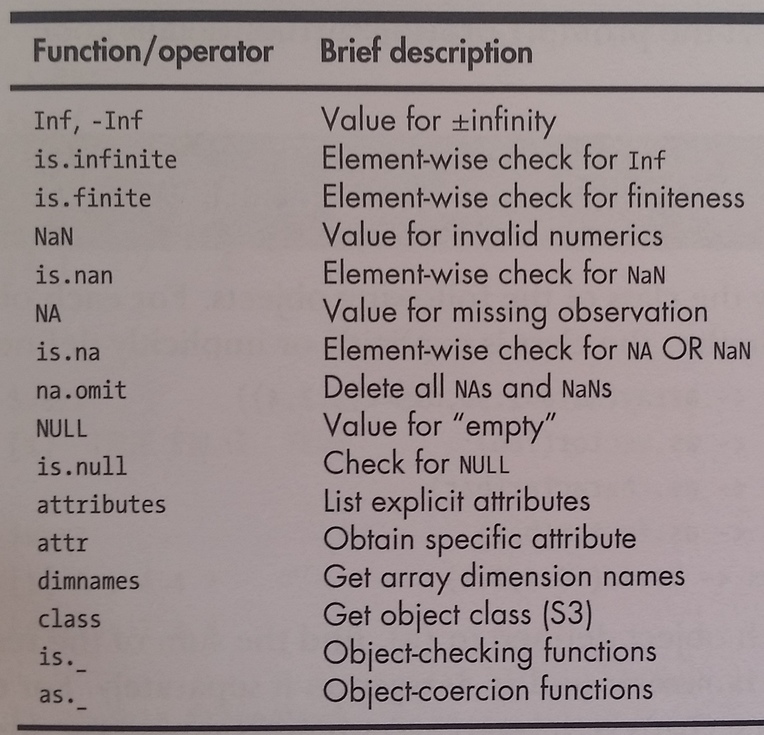 Function/operator Brief description
Inf, -Inf Value for ±infinity
is.infinite Element-wise check for Inf
is.finite Element-wise check for finiteness
NaN Value for invalid numerics
is.nan Element-wise check for NaN
NA Value for missing observation
is.na Element-wise check for NA OR NaN
na.omit Delete all NAs and NaNs
NULL Value for “empty”
is.null Check for NULL
attributes List explicit attributes
attr Obtain specific attribute
dimnames Get array dimension names
class Get object class (S3)
is._ Object-checking functions
as._ Object-coercion functions